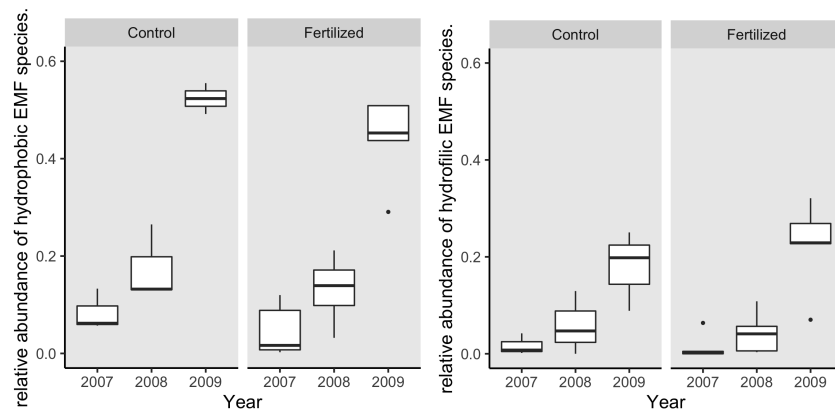 relative abundance of hydrophobic EMF species.
Control
Fertilized
0.6
0.4
0.2
0.0
2007 2008 2009
2007 2008 2009
Year
relative abundance of hydrofilic EMF species.
Control
Fertilized
0.6
0.4
0.2
0.0
2007 2008 2009
2007 2008 2009
Year